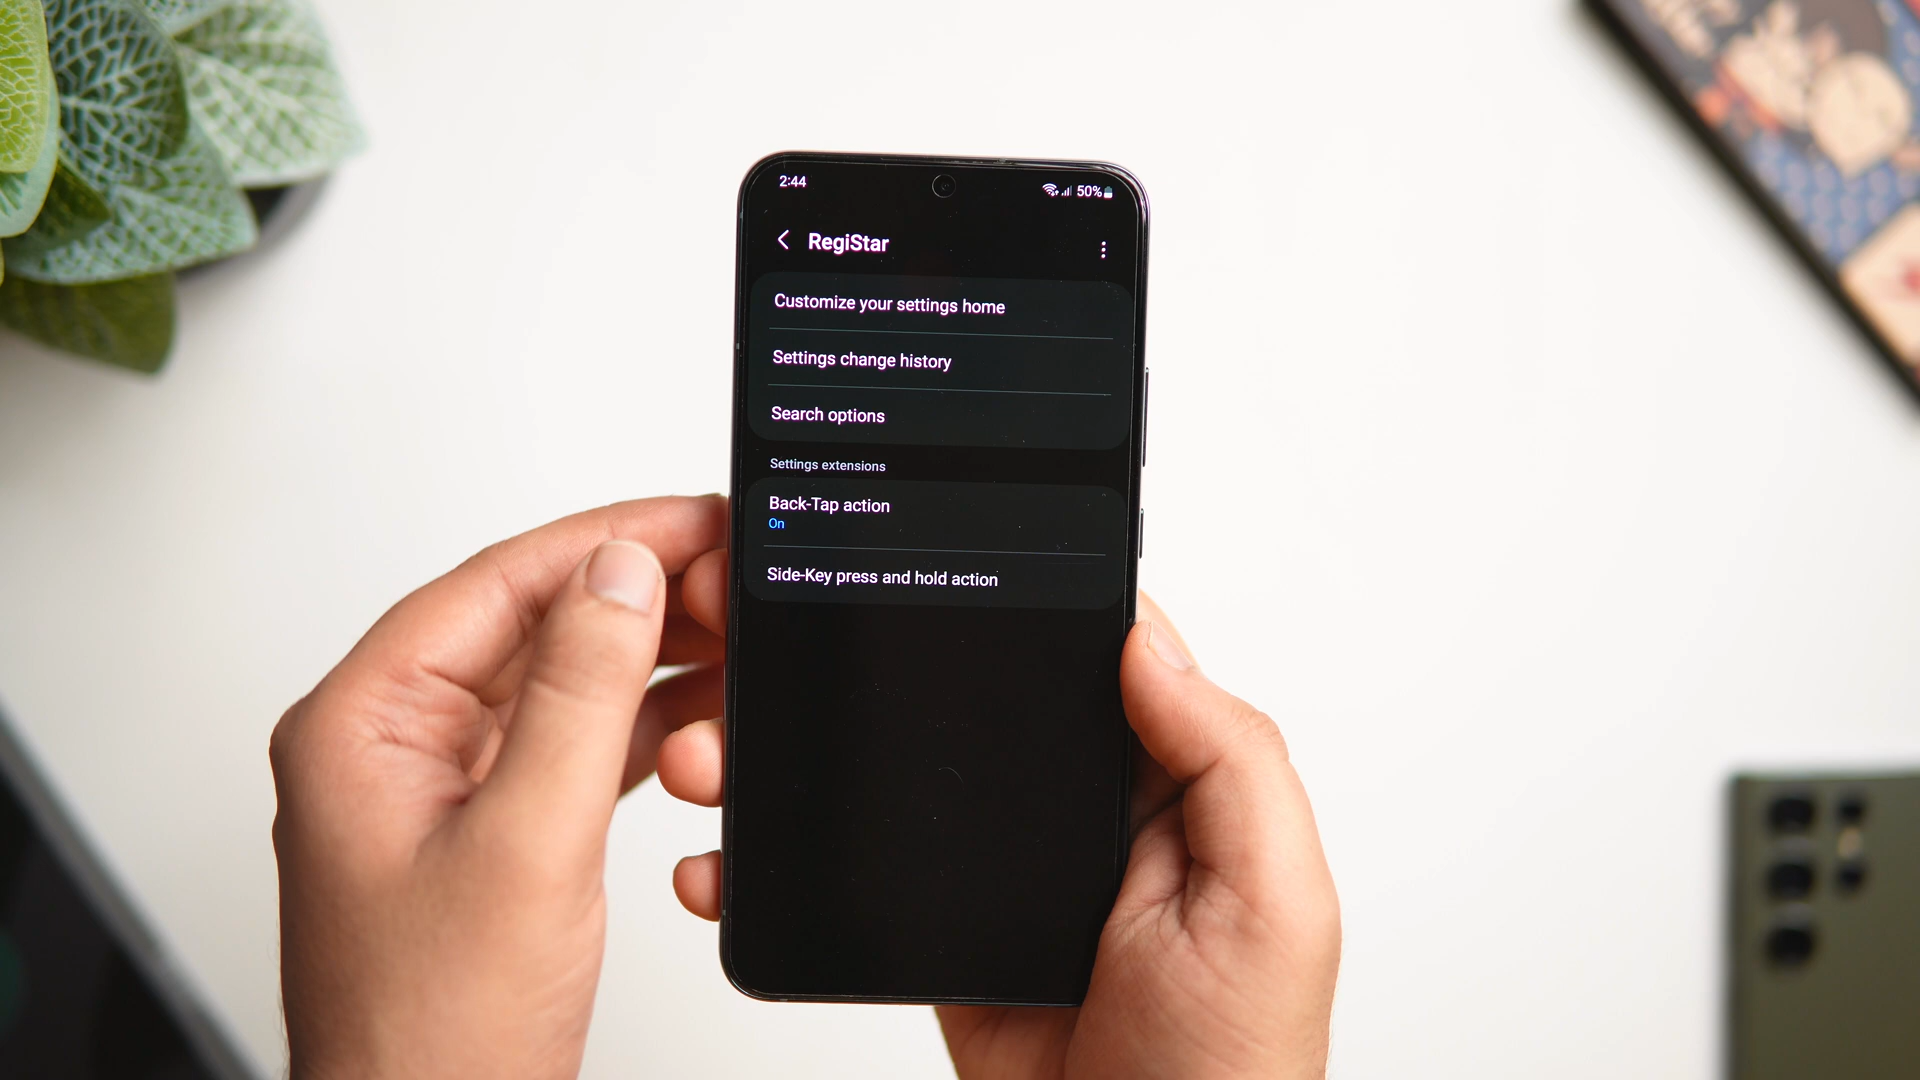 2:44
50%
RegiStar
Customize your settings home
Settings change history
Search options
Settings extensions
Back-Tap action
On
Side-Key press and hold action